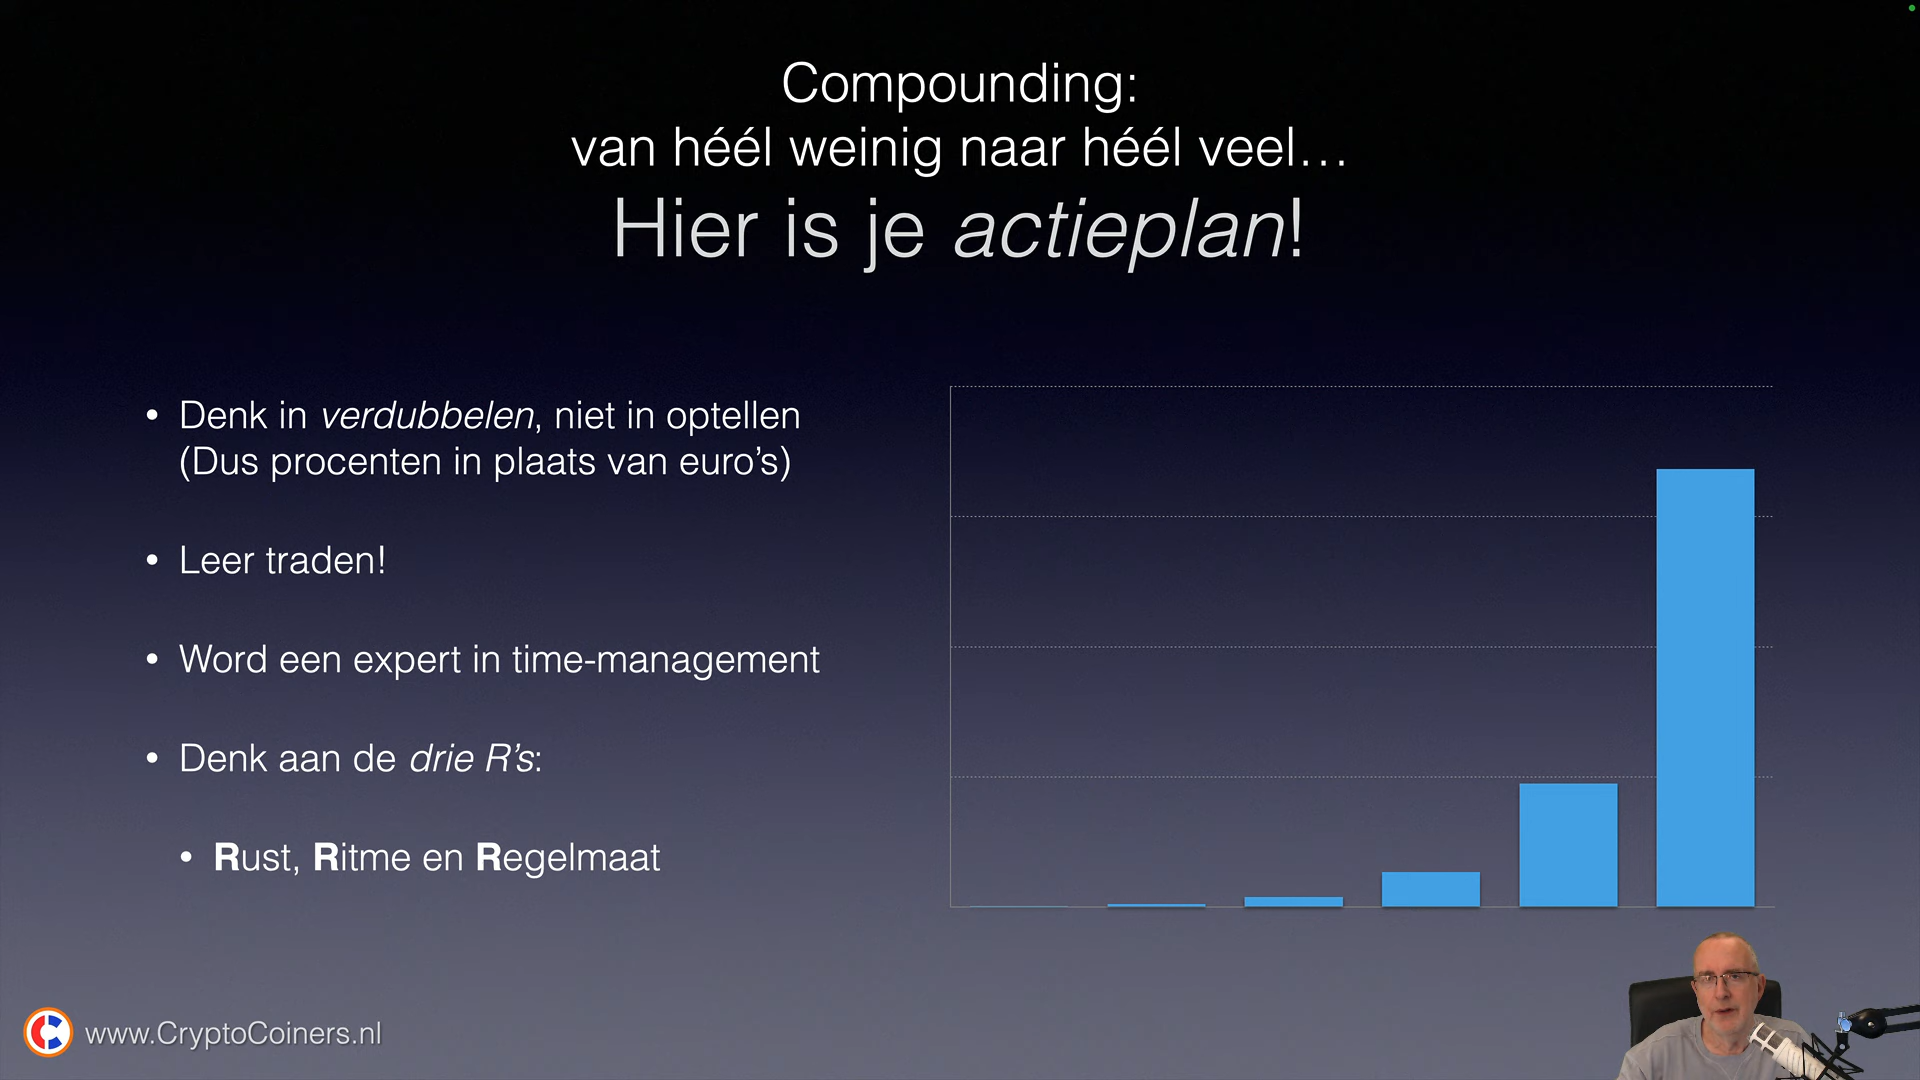 Compounding:
van héél weinig naar héél veel…
Hier is je actieplan!
• Denk in verdubbelen, niet in optellen
(Dus procenten in plaats van euro’s)
• Leer traden!
• Word een expert in time-management
• Denk aan de drie R’s:
• Rust, Ritme en Regelmaat
www.CryptoCoiners.nl